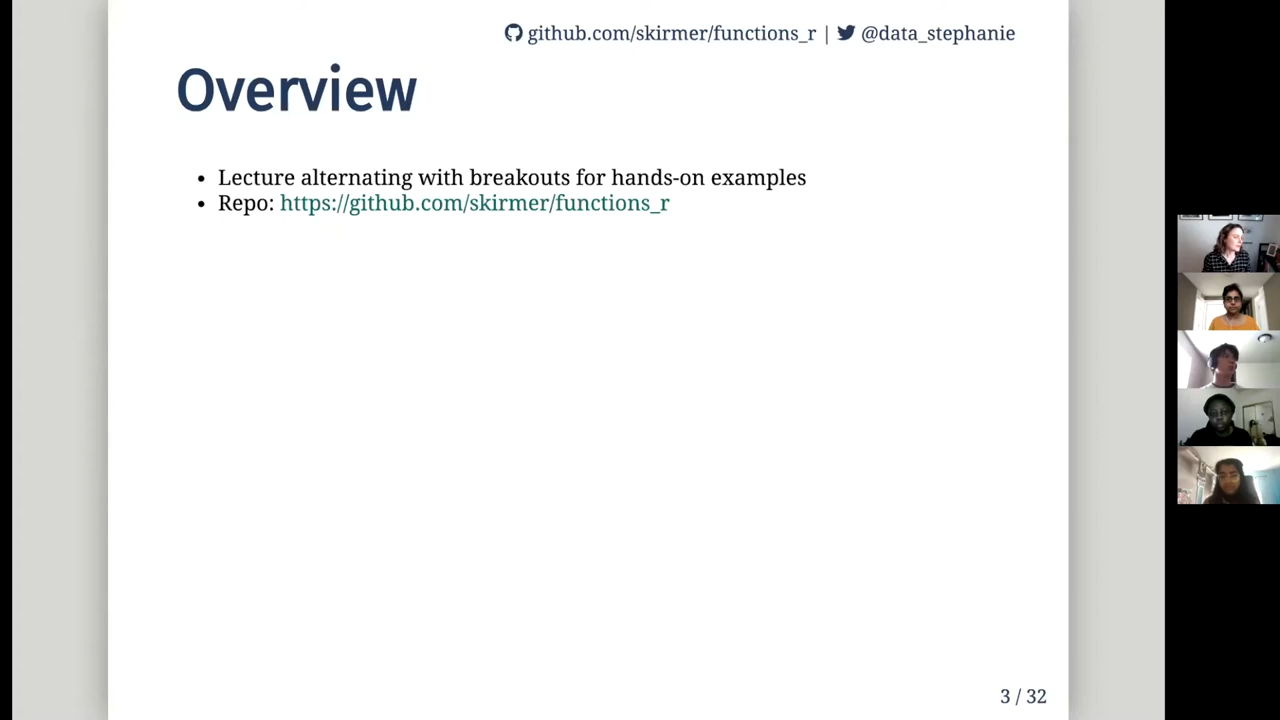 github.com/skirmer/functions_r | @data_stephanie
Overview
• Lecture alternating with breakouts for hands-on examples
• Repo: https://github.com/skirmer/functions_r
3 / 32